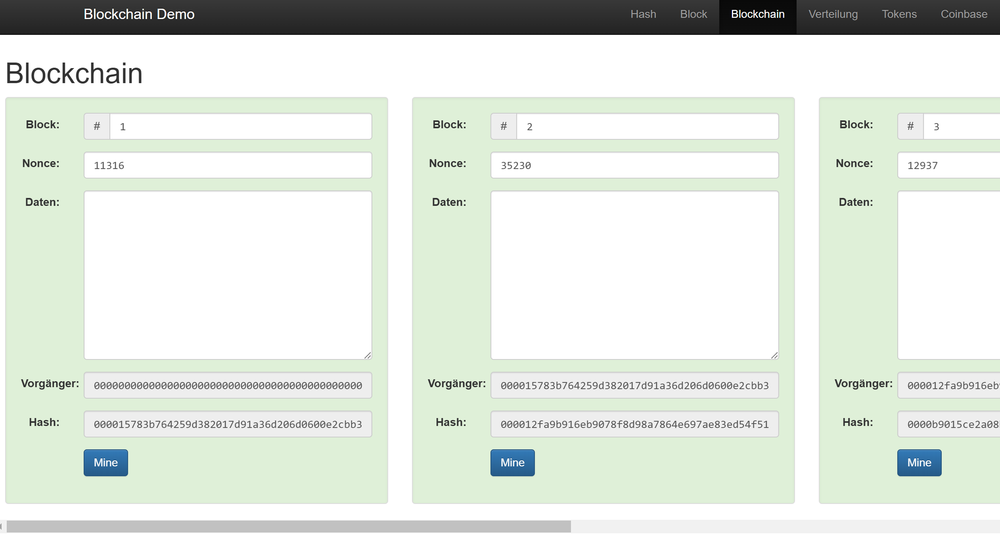 Blockchain Demo Hash Block Blockchain Verteilung Tokens Coinbase
Blockchain
Block: # 1
Nonce: 11316
Daten:
Vorgänger: 00000000000000000000000000000000000000000000
Hash: 000015783b764259d382017d91a36d206d0600e2cbb3
Mine
Block: # 2
Nonce: 35230
Daten:
Vorgänger: 000015783b764259d382017d91a36d206d0600e2cbb3
Hash: 000012fa9b916eb9078f8d98a7864e697ae83ed54f51
Mine
Block: # 3
Nonce: 12937
Daten:
Vorgänger: 000012fa9b916eb
Hash: 0000b9015ce2a08
Mine